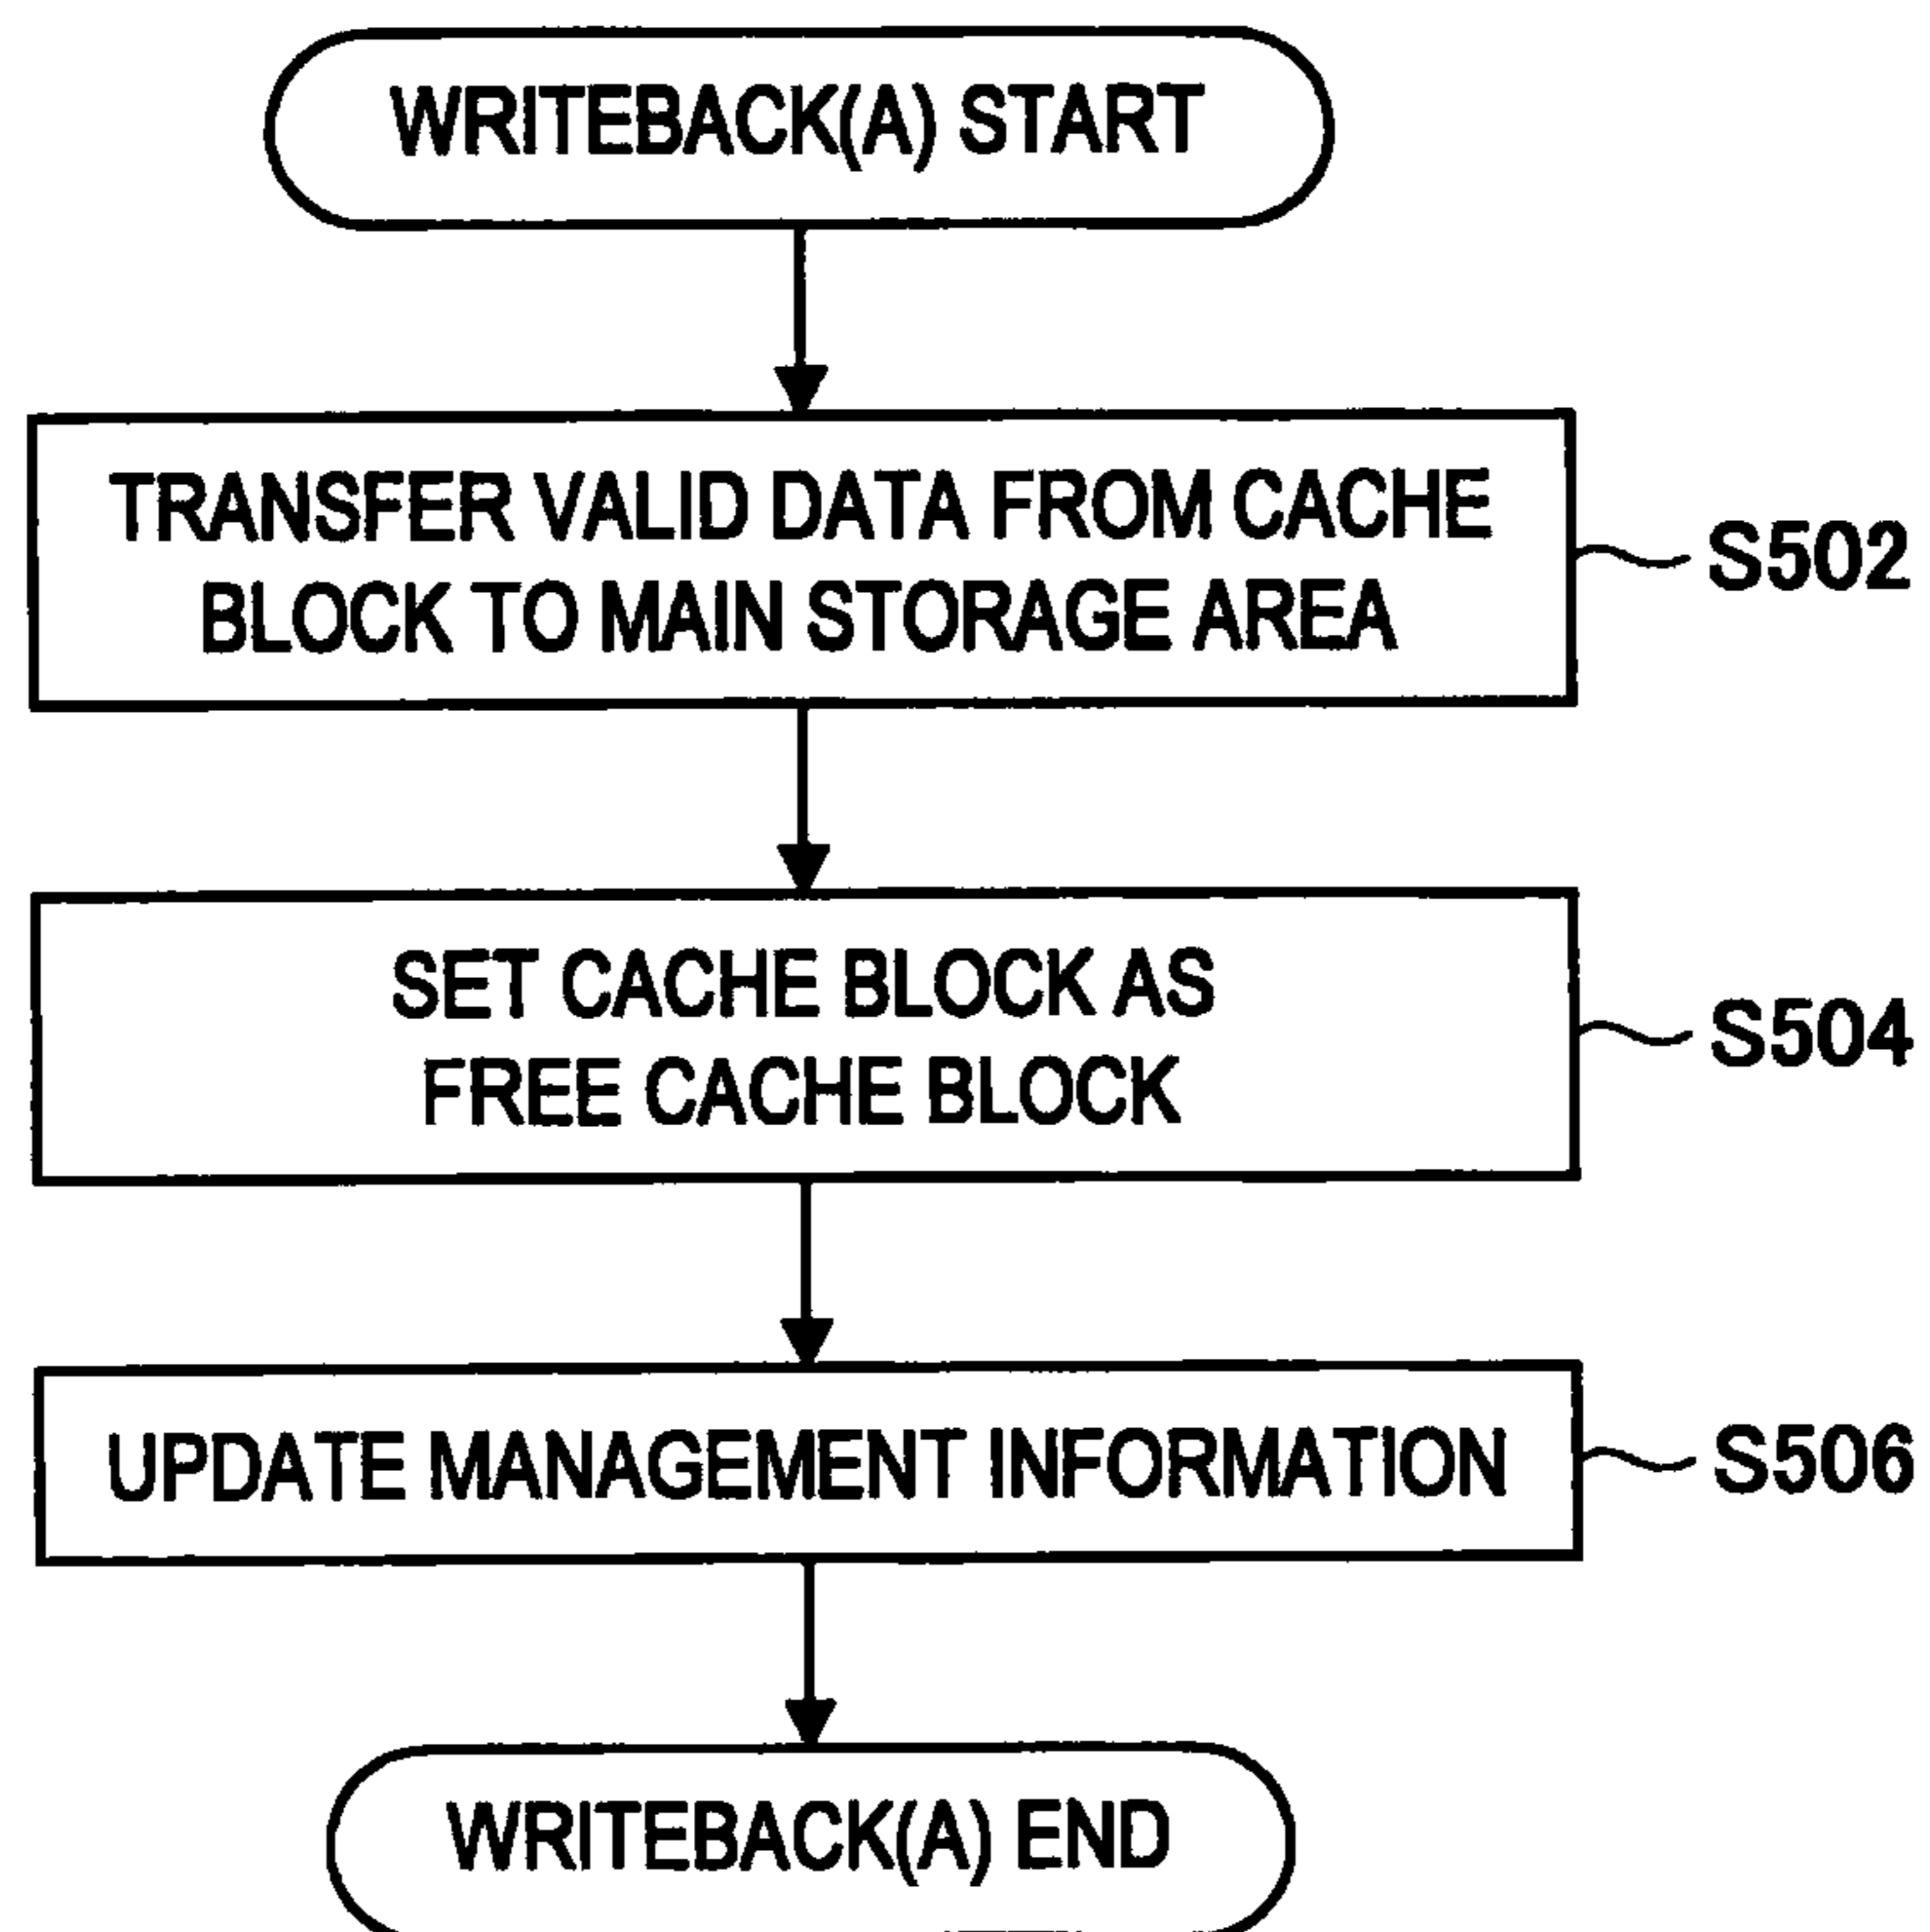 WRITEBACK(A) START
TRANSFER VALID DATA FROM CACHE
BLOCK TO MAIN STORAGE AREA
S502
SET CACHE BLOCK AS
FREE CACHE BLOCK
S504
UPDATE MANAGEMENT INFORMATION
S506
WRITEBACK(A) END